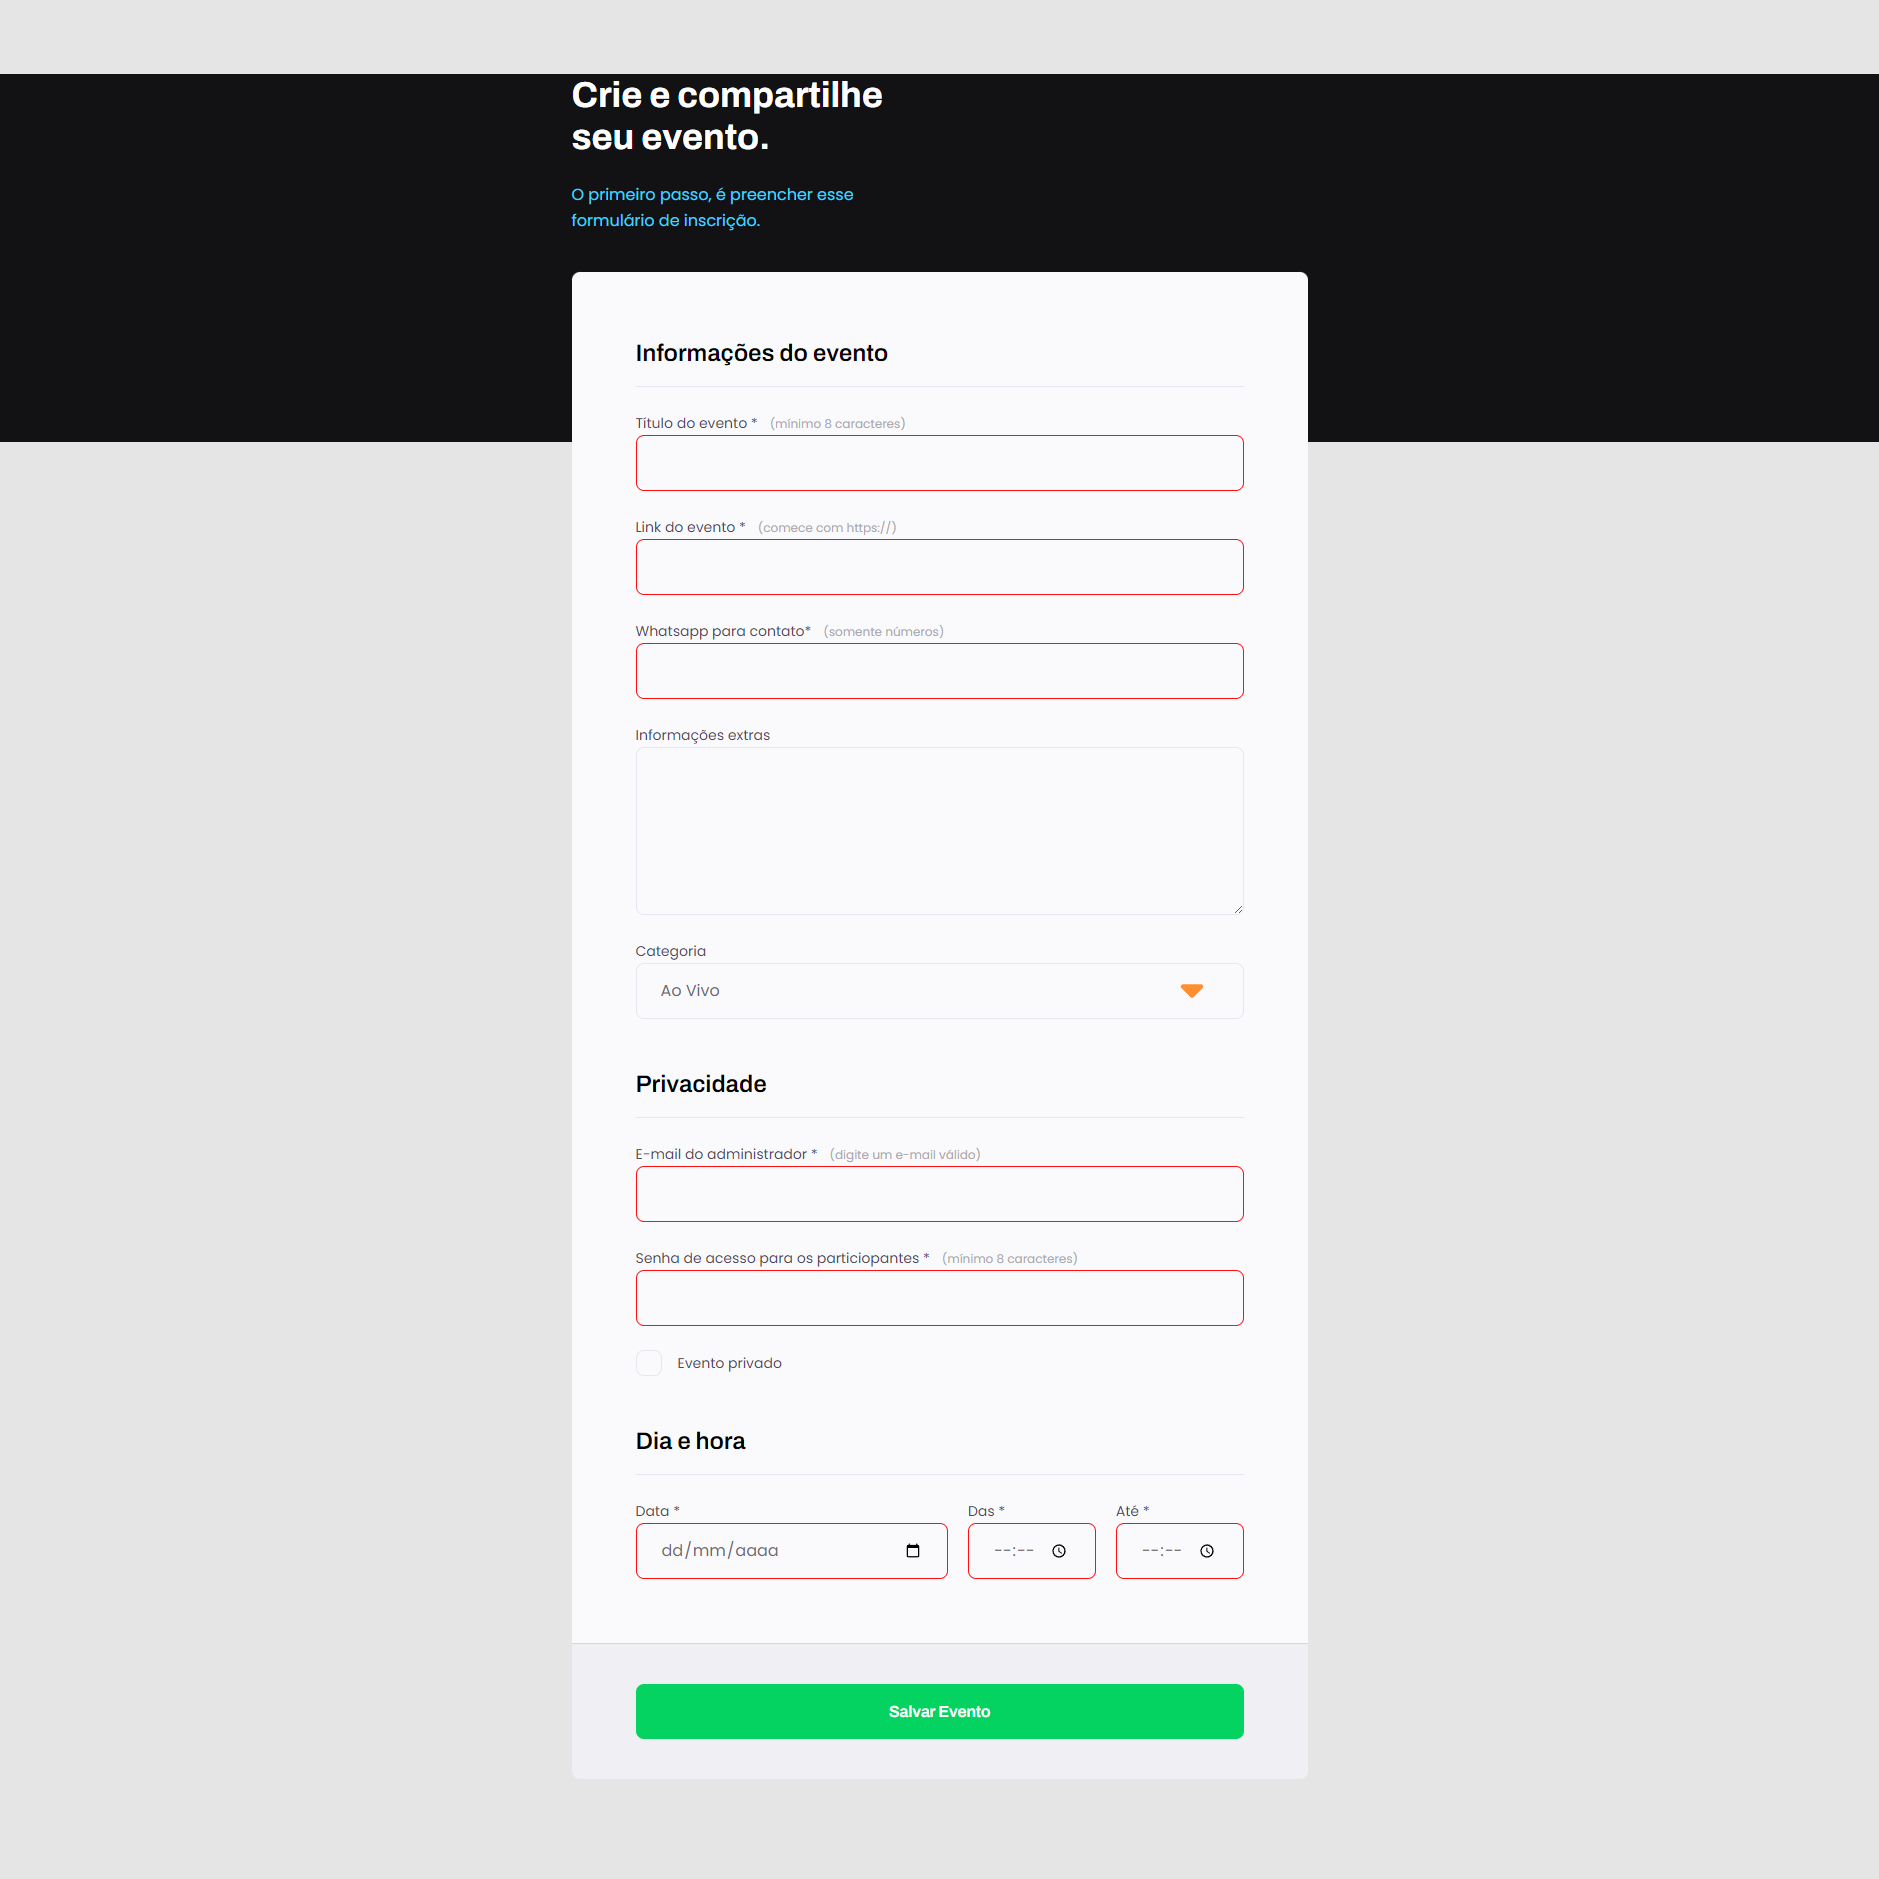 Crie e compartilhe
seu evento.
O primeiro passo, é preencher esse
formulário de inscrição.
Informações do evento
Título do evento * (mínimo 8 caracteres)
Link do evento * (comece com https://)
Whatsapp para contato* (somente números)
Informações extras
Categoria
Ao Vivo
Privacidade
E-mail do administrador * (digite um e-mail válido)
Senha de acesso para os particiopantes * (mínimo 8 caracteres)
Evento privado
Dia e hora
Data * Das * Até *
dd/mm/aaaa --:-- --:--
Salvar Evento